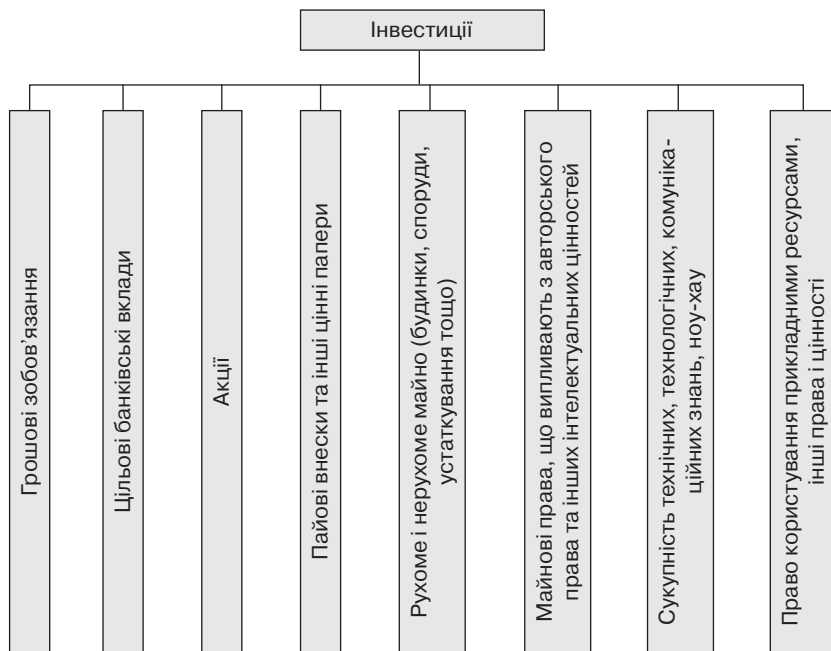 Інвестиції
Грошові зобов’язання
Цільові банківські вклади
Акції
Пайові внески та інші цінні папери
Рухоме і нерухоме майно (будинки, споруди,
устаткування тощо)
Майнові права, що випливають з авторського
права та інших інтелектуальних цінностей
Сукупність технічних, технологічних, комуніка-
ційних знань, ноу-хау
Право користування прикладними ресурсами,
інші права і цінності